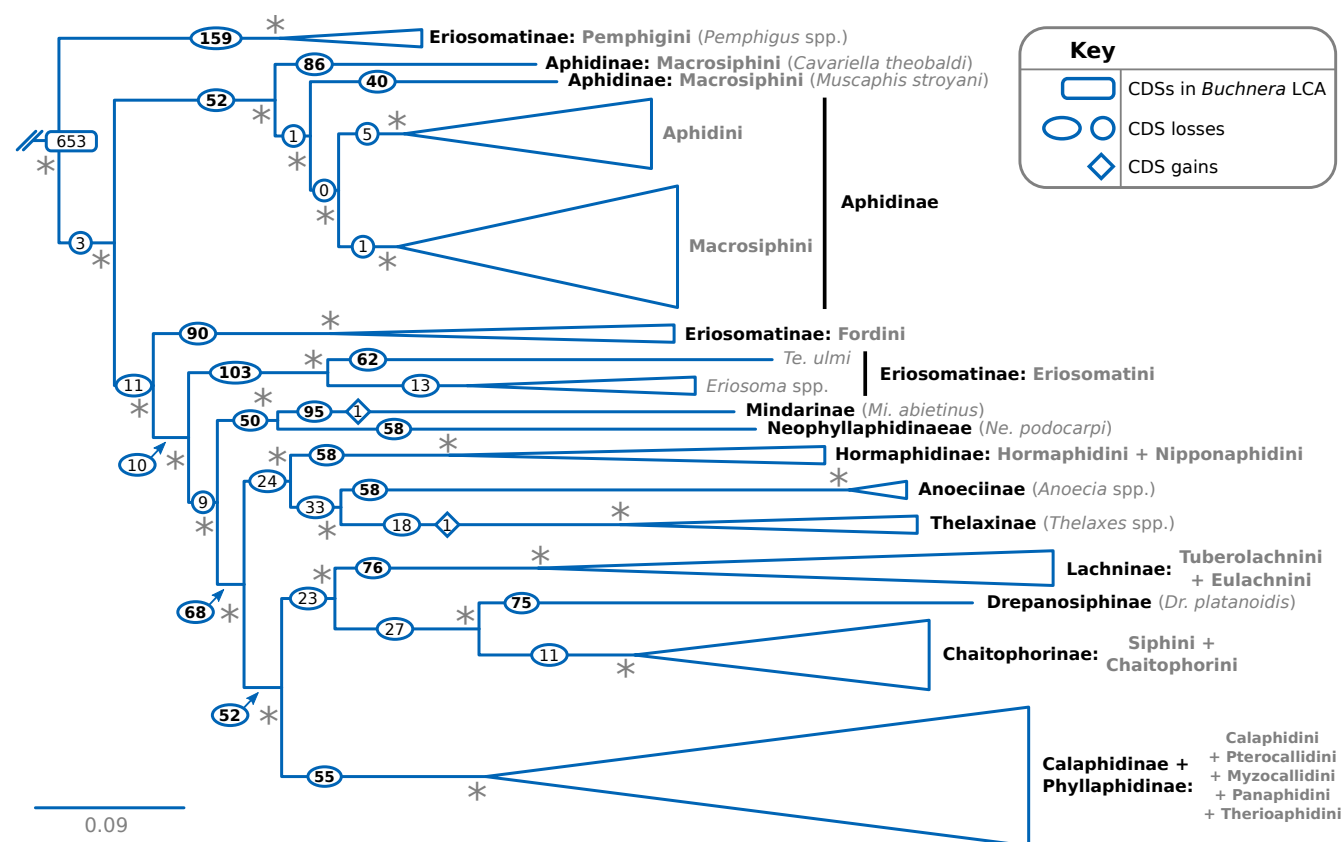 159
Eriosomatinae: Pemphigini (Pemphigus spp.)
86
Aphidinae: Macrosiphini (Cavariella theobaldi)
40
Aphidinae: Macrosiphini (Muscaphis stroyani)
52
1
5
Aphidini
653
0
Aphidinae
3
1
Macrosiphini
90
Eriosomatinae: Fordini
11
103
62
Te. ulmi
13
Eriosoma spp.
Eriosomatinae: Eriosomatini
50
95
1
Mindarinae (Mi. abietinus)
58
Neophyllaphidinaeae (Ne. podocarpi)
10
24
58
Hormaphidinae: Hormaphidini + Nipponaphidini
9
33
58
Anoeciinae (Anoecia spp.)
18
1
Thelaxinae (Thelaxes spp.)
68
23
76
Lachninae:
Tuberolachnini
+ Eulachnini
27
75
Drepanosiphinae (Dr. platanoidis)
11
Chaitophorinae:
Siphini +
Chaitophorini
52
55
Calaphidinae +
Phyllaphidinae:
Calaphidini
+ Pterocallidini
+ Myzocallidini
+ Panaphidini
+ Therioaphidini
0.09
Key
CDSs in Buchnera LCA
CDS losses
CDS gains